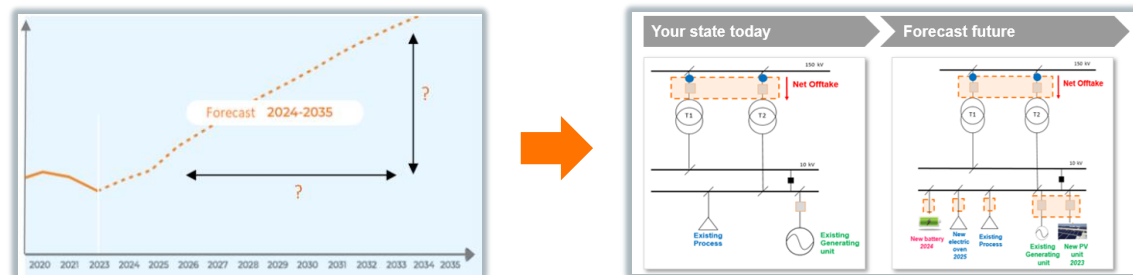 ?
Forecast 2024-2035
?
2020 2021 2022 2023 2024 2025 2026 2027 2028 2029 2030 2031 2032 2033 2034 2035
Your state today
150 kV
Net Offtake
T1
T2
10 kV
Existing
Process
Existing
Generating
unit
Forecast future
150 kV
Net Offtake
T1
T2
10 kV
New battery
2024
New
electric
oven
2025
Existing
Process
Existing
Generating
unit
New PV
unit
2023